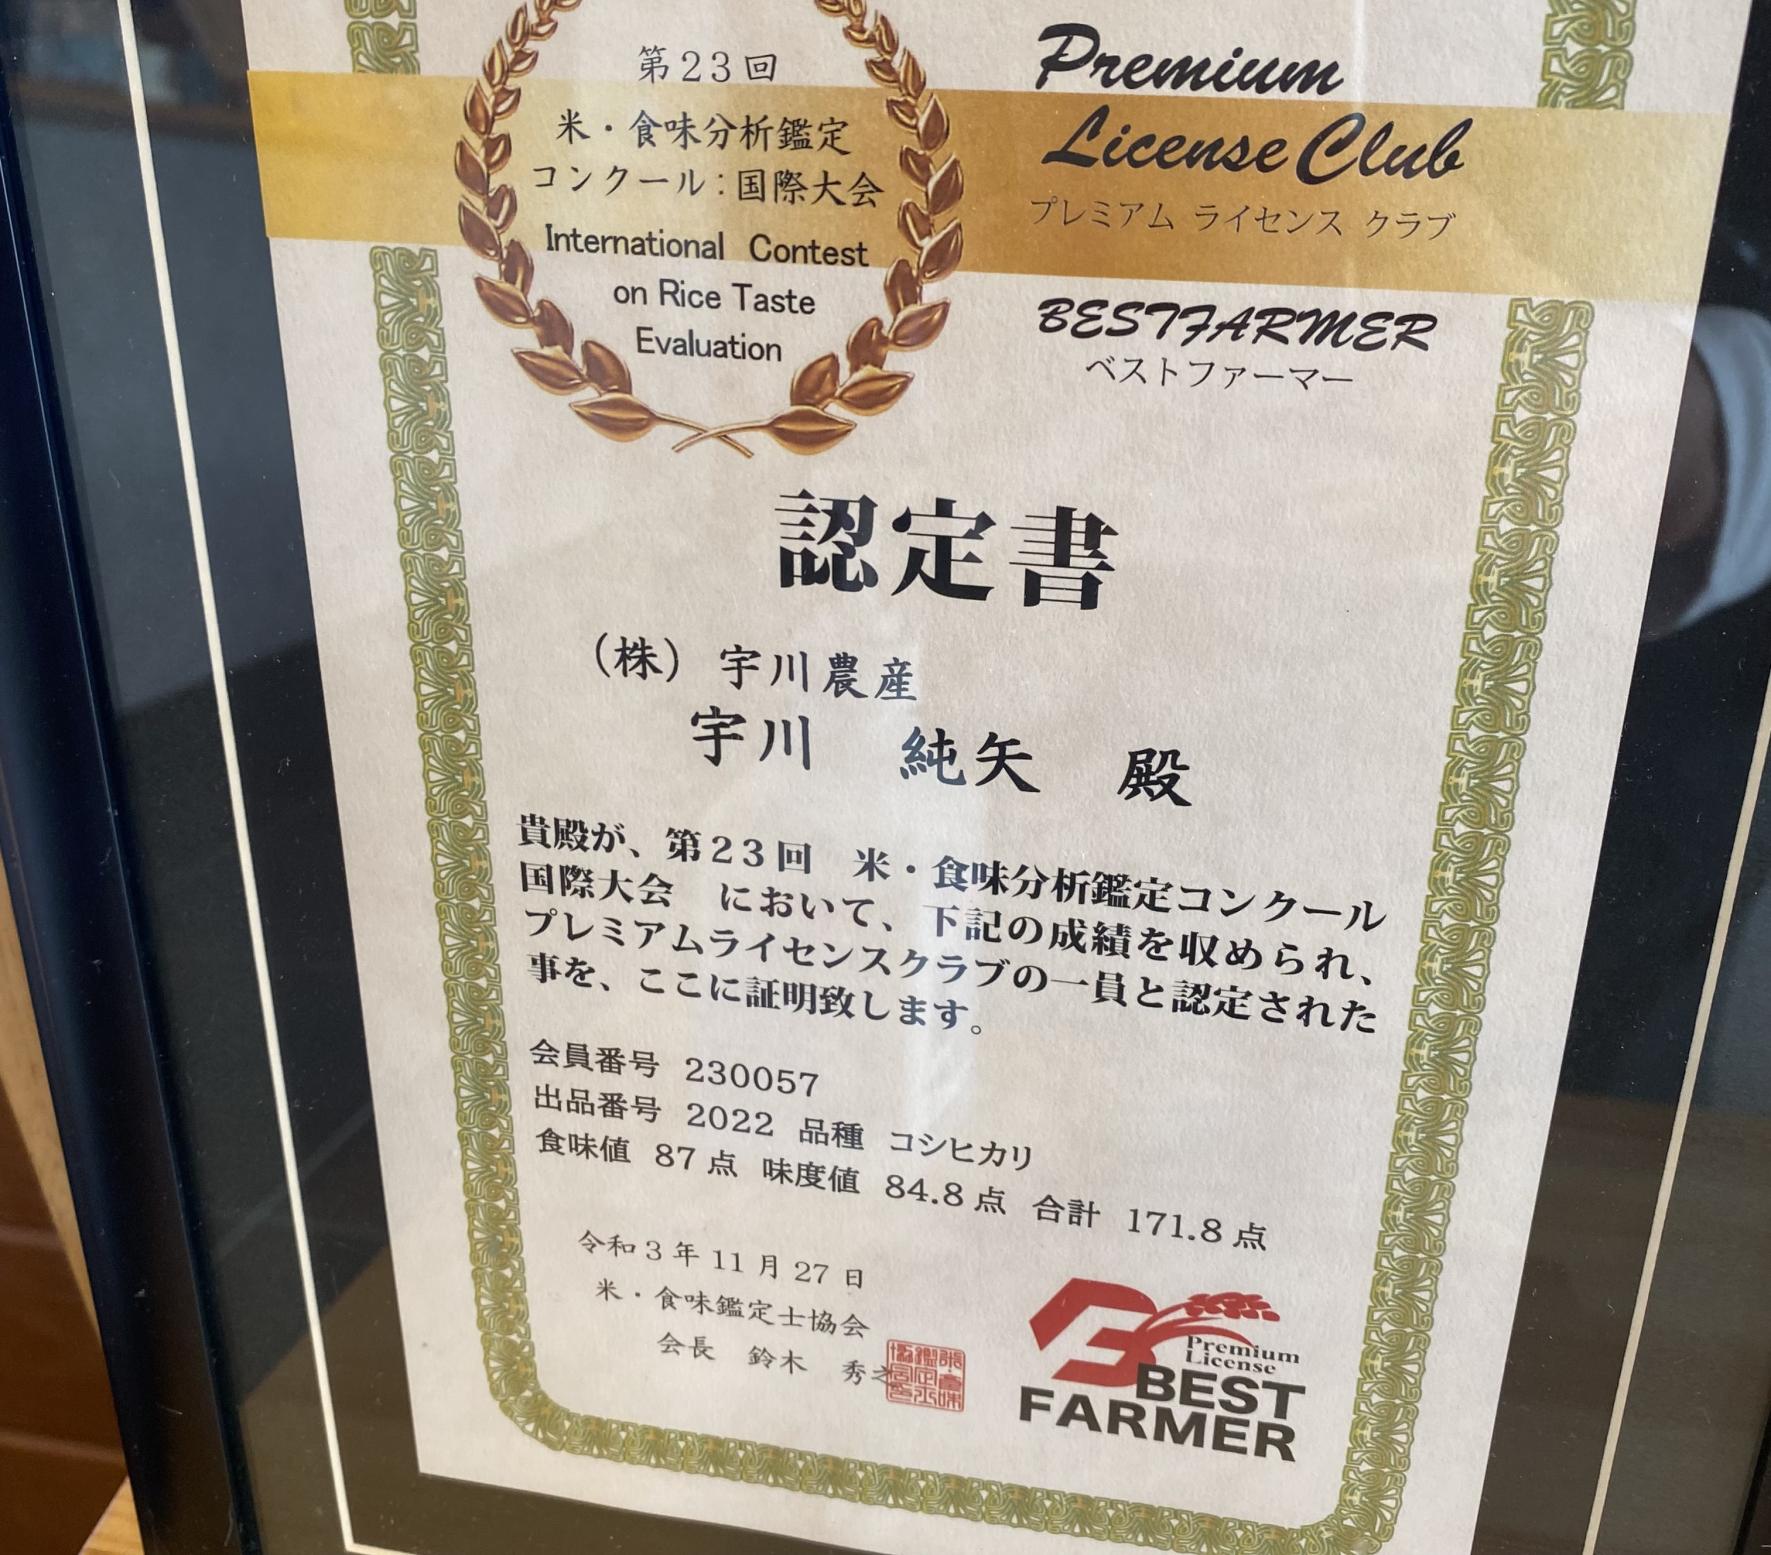 第23回
米・食味分析鑑定
コンクール:国際大会
International Contest
on Rice Taste
Evaluation
Premium
License Club
プレミアム ライセンス クラブ
BESTFARMER
ベストファーマー
認定書
(株) 宇川農産
宇川 純矢 殿
貴殿が、第23回 米・食味分析鑑定コンクール
国際大会 において、下記の成績を収められ、
プレミアムライセンスクラブの一員と認定された
事を、ここに証明致します。
会員番号 230057
出品番号 2022 品種 コシヒカリ
食味値 87点 味度値 84.8点 合計 171.8点
令和3年11月27日
米・食味鑑定士協会
会長 鈴木 秀之
Premium
License
BEST
FARMER